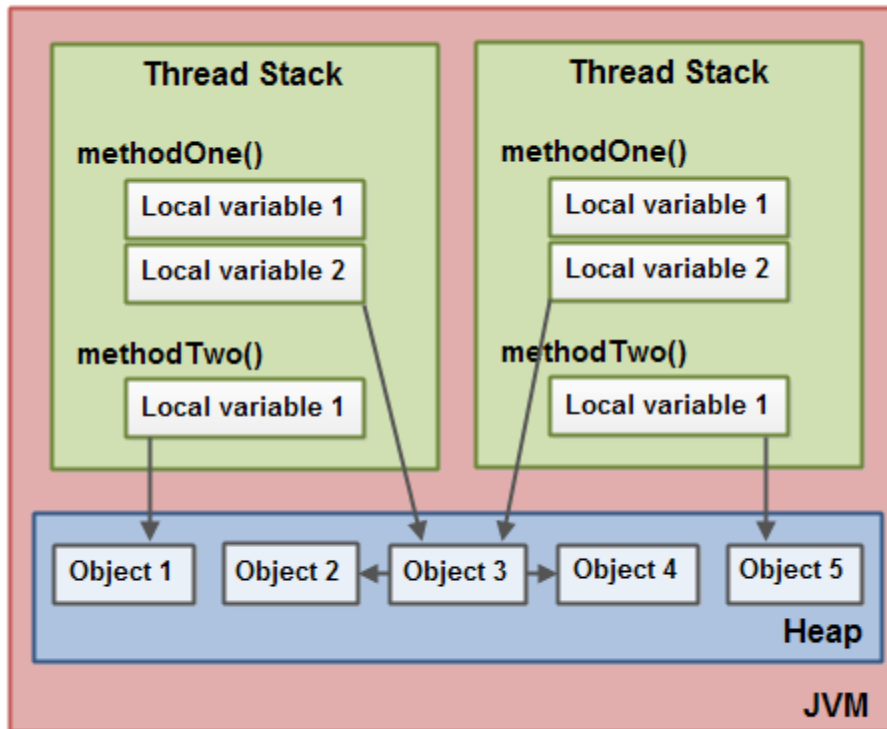 Thread Stack
methodOne()
Local variable 1
Local variable 2
methodTwo()
Local variable 1
Thread Stack
methodOne()
Local variable 1
Local variable 2
methodTwo()
Local variable 1
Object 1
Object 2
Object 3
Object 4
Object 5
Heap
JVM